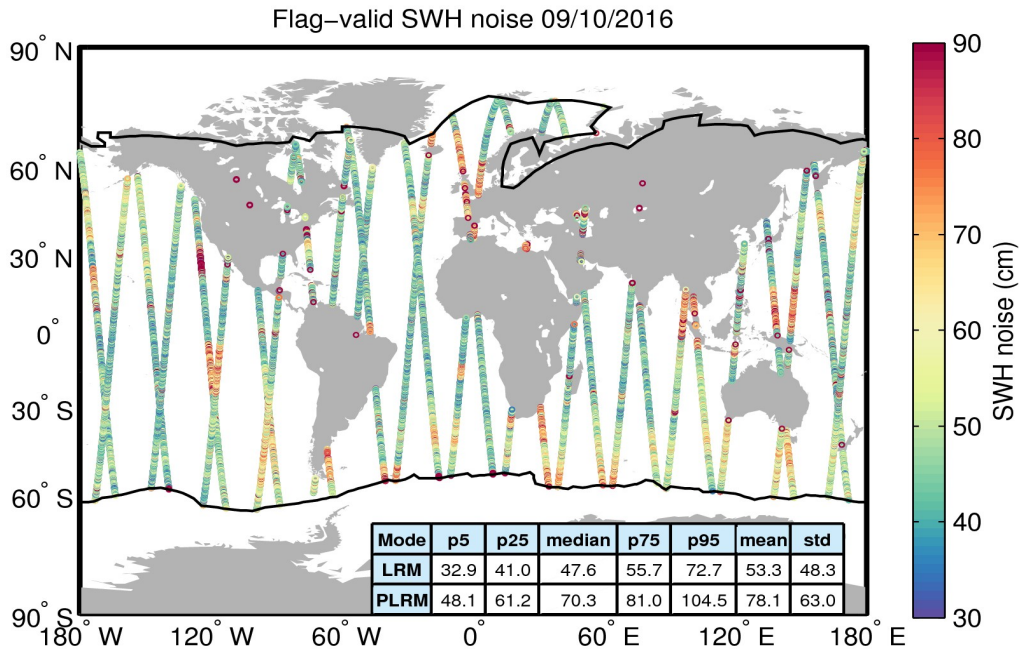 Flag−valid SWH noise 09/10/2016
90° N
60° N
30° N
0°
30° S
60° S
90° S
180° W
120° W
60° W
0°
60° E
120° E
180° E
Mode p5 p25 median p75 p95 mean std
LRM 32.9 41.0 47.6 55.7 72.7 53.3 48.3
PLRM 48.1 61.2 70.3 81.0 104.5 78.1 63.0
90
80
70
60
50
40
30
SWH noise (cm)